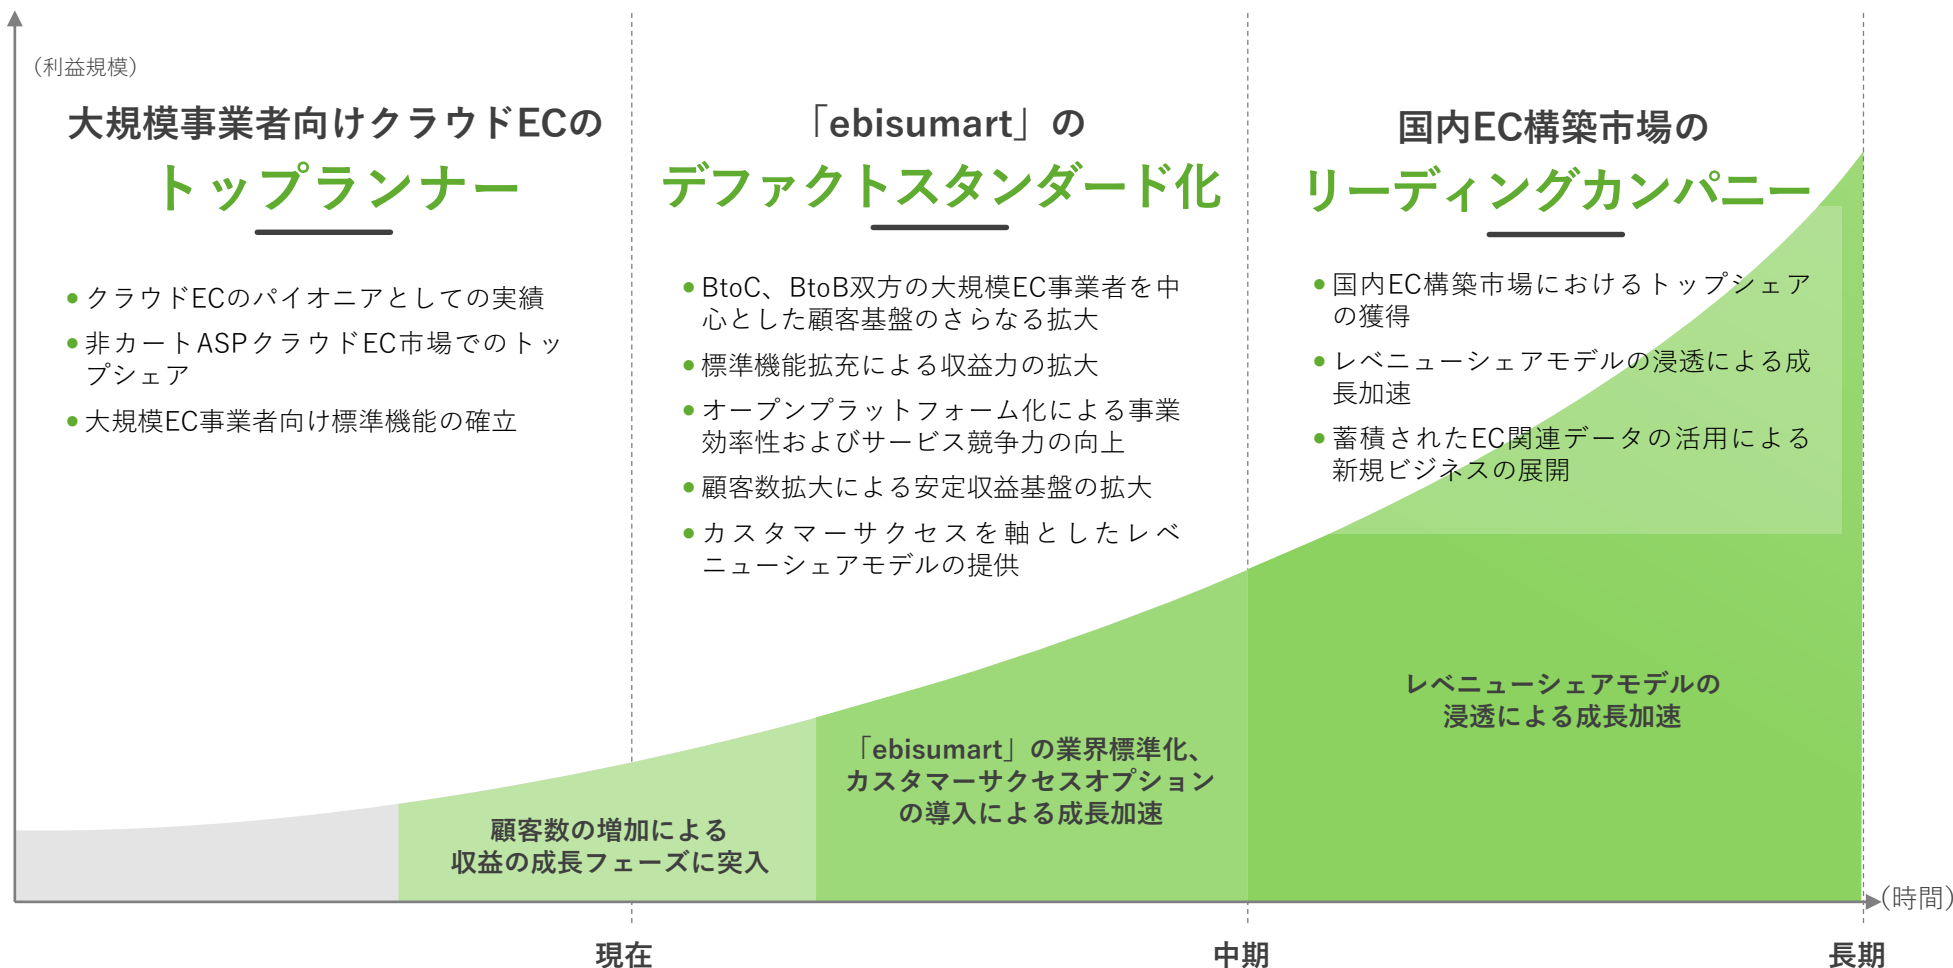 （利益規模）
大規模事業者向けクラウドECの
トップランナー
• クラウドECのパイオニアとしての実績
• 非カートASPクラウドEC市場でのトッ
プシェア
• 大規模EC事業者向け標準機能の確立
「ebisumart」の
デファクトスタンダード化
• BtoC、BtoB双方の大規模EC事業者を中
心とした顧客基盤のさらなる拡大
• 標準機能拡充による収益力の拡大
• オープンプラットフォーム化による事業
効率性およびサービス競争力の向上
• 顧客数拡大による安定収益基盤の拡大
• カスタマーサクセスを軸としたレベ
ニューシェアモデルの提供
国内EC構築市場の
リーディングカンパニー
• 国内EC構築市場におけるトップシェア
の獲得
• レベニューシェアモデルの浸透による成
長加速
• 蓄積されたEC関連データの活用による
新規ビジネスの展開
顧客数の増加による
収益の成長フェーズに突入
「ebisumart」の業界標準化、
カスタマーサクセスオプション
の導入による成長加速
レベニューシェアモデルの
浸透による成長加速
（時間）
現在
中期
長期